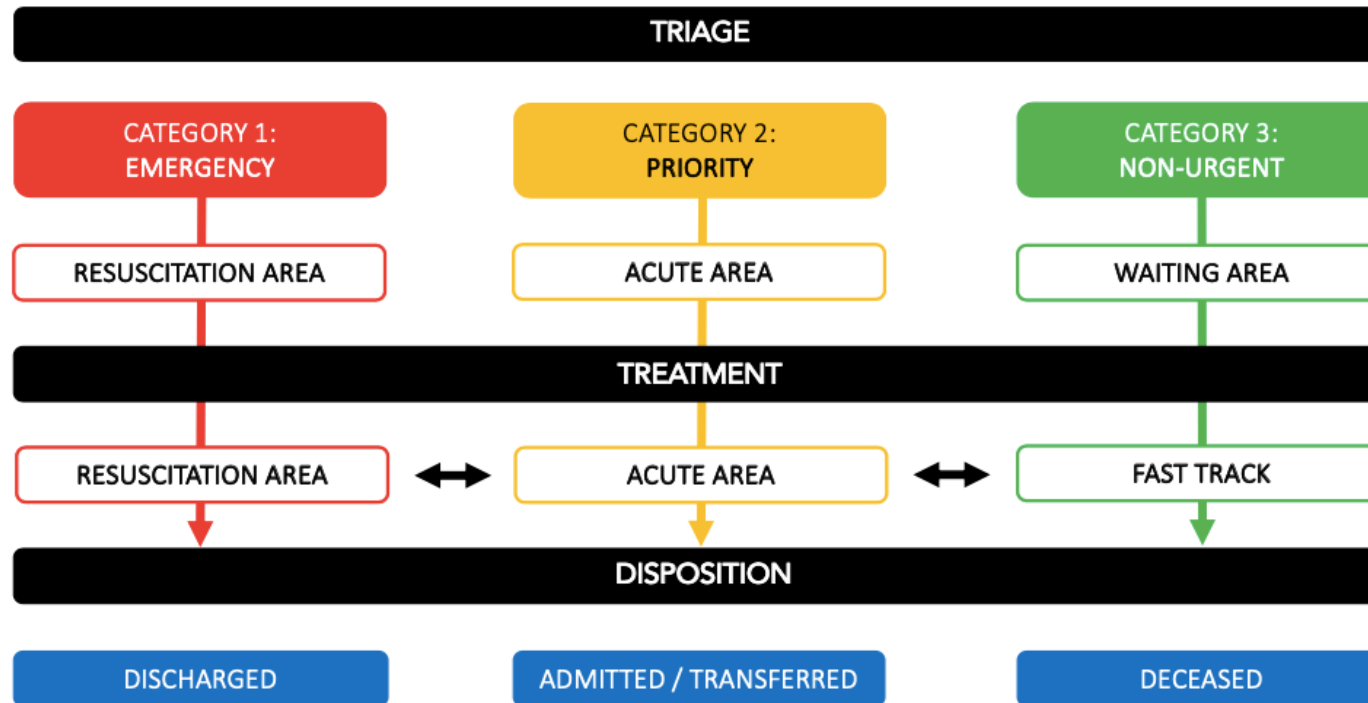 TRIAGE
CATEGORY 1:
EMERGENCY
CATEGORY 2:
PRIORITY
CATEGORY 3:
NON-URGENT
RESUSCITATION AREA
ACUTE AREA
WAITING AREA
TREATMENT
RESUSCITATION AREA
ACUTE AREA
FAST TRACK
DISPOSITION
DISCHARGED
ADMITTED / TRANSFERRED
DECEASED